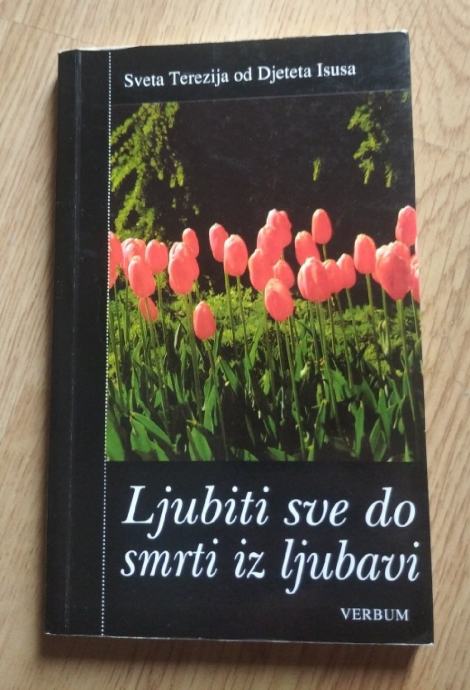 Sveta Terezija od Djeteta Isusa
Ljubiti sve do
smrti iz ljubavi
VERBUM